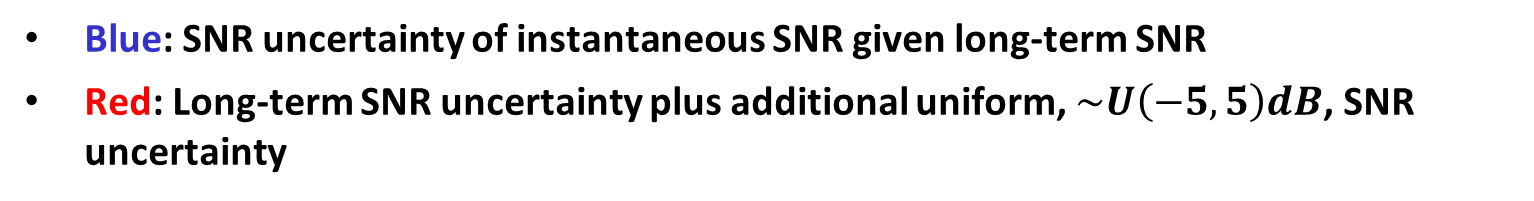 • Blue: SNR uncertainty of instantaneous SNR given long-term SNR
• Red: Long-term SNR uncertainty plus additional uniform, ~U(−5, 5)dB, SNR
uncertainty